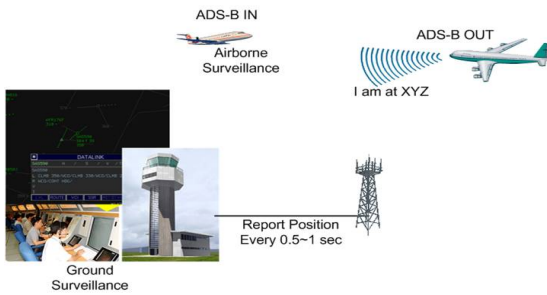 ADS-B IN
Airborne
Surveillance
ADS-B OUT
I am at XYZ
DATALINK
Report Position
Every 0.5~1 sec
Ground
Surveillance